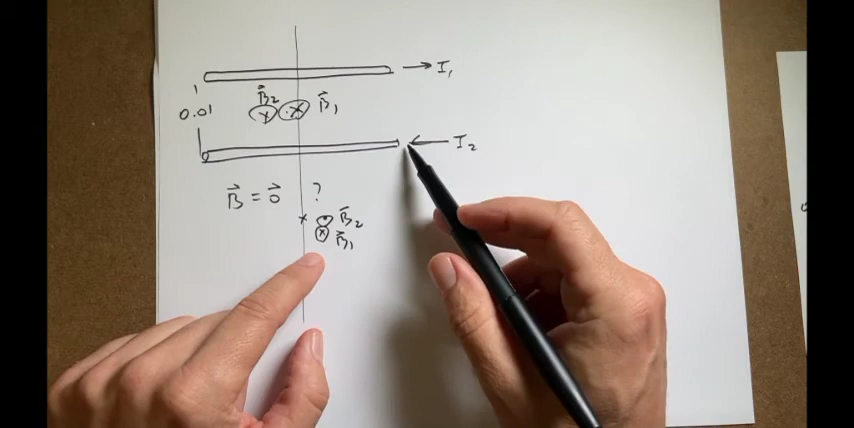 I₁
0.01
B⃗₂ B⃗₁
I₂
B⃗ = 0⃗ ?
B⃗₂
B⃗₁